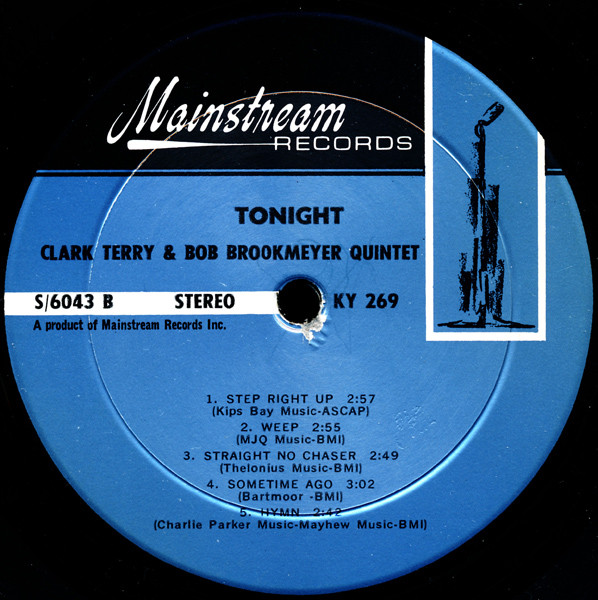 Mainstream
RECORDS
TONIGHT
CLARK TERRY & BOB BROOKMEYER QUINTET
S/6043 B STEREO KY 269
A product of Mainstream Records Inc.
1. STEP RIGHT UP 2:57
(Kips Bay Music-ASCAP)
2. WEEP 2:55
(MJQ Music-BMI)
3. STRAIGHT NO CHASER 2:49
(Thelonius Music-BMI)
4. SOMETIME AGO 3:02
(Bartmoor -BMI)
5. HYMN 2:42
(Charlie Parker Music-Mayhew Music-BMI)